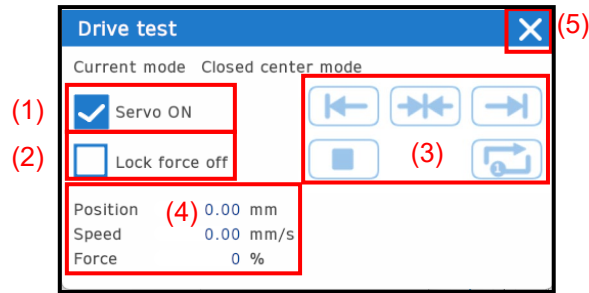 Drive test
(5)
Current mode Closed center mode
(1) Servo ON
(2) Lock force off
(3)
1
Position (4) 0.00 mm
Speed 0.00 mm/s
Force 0 %